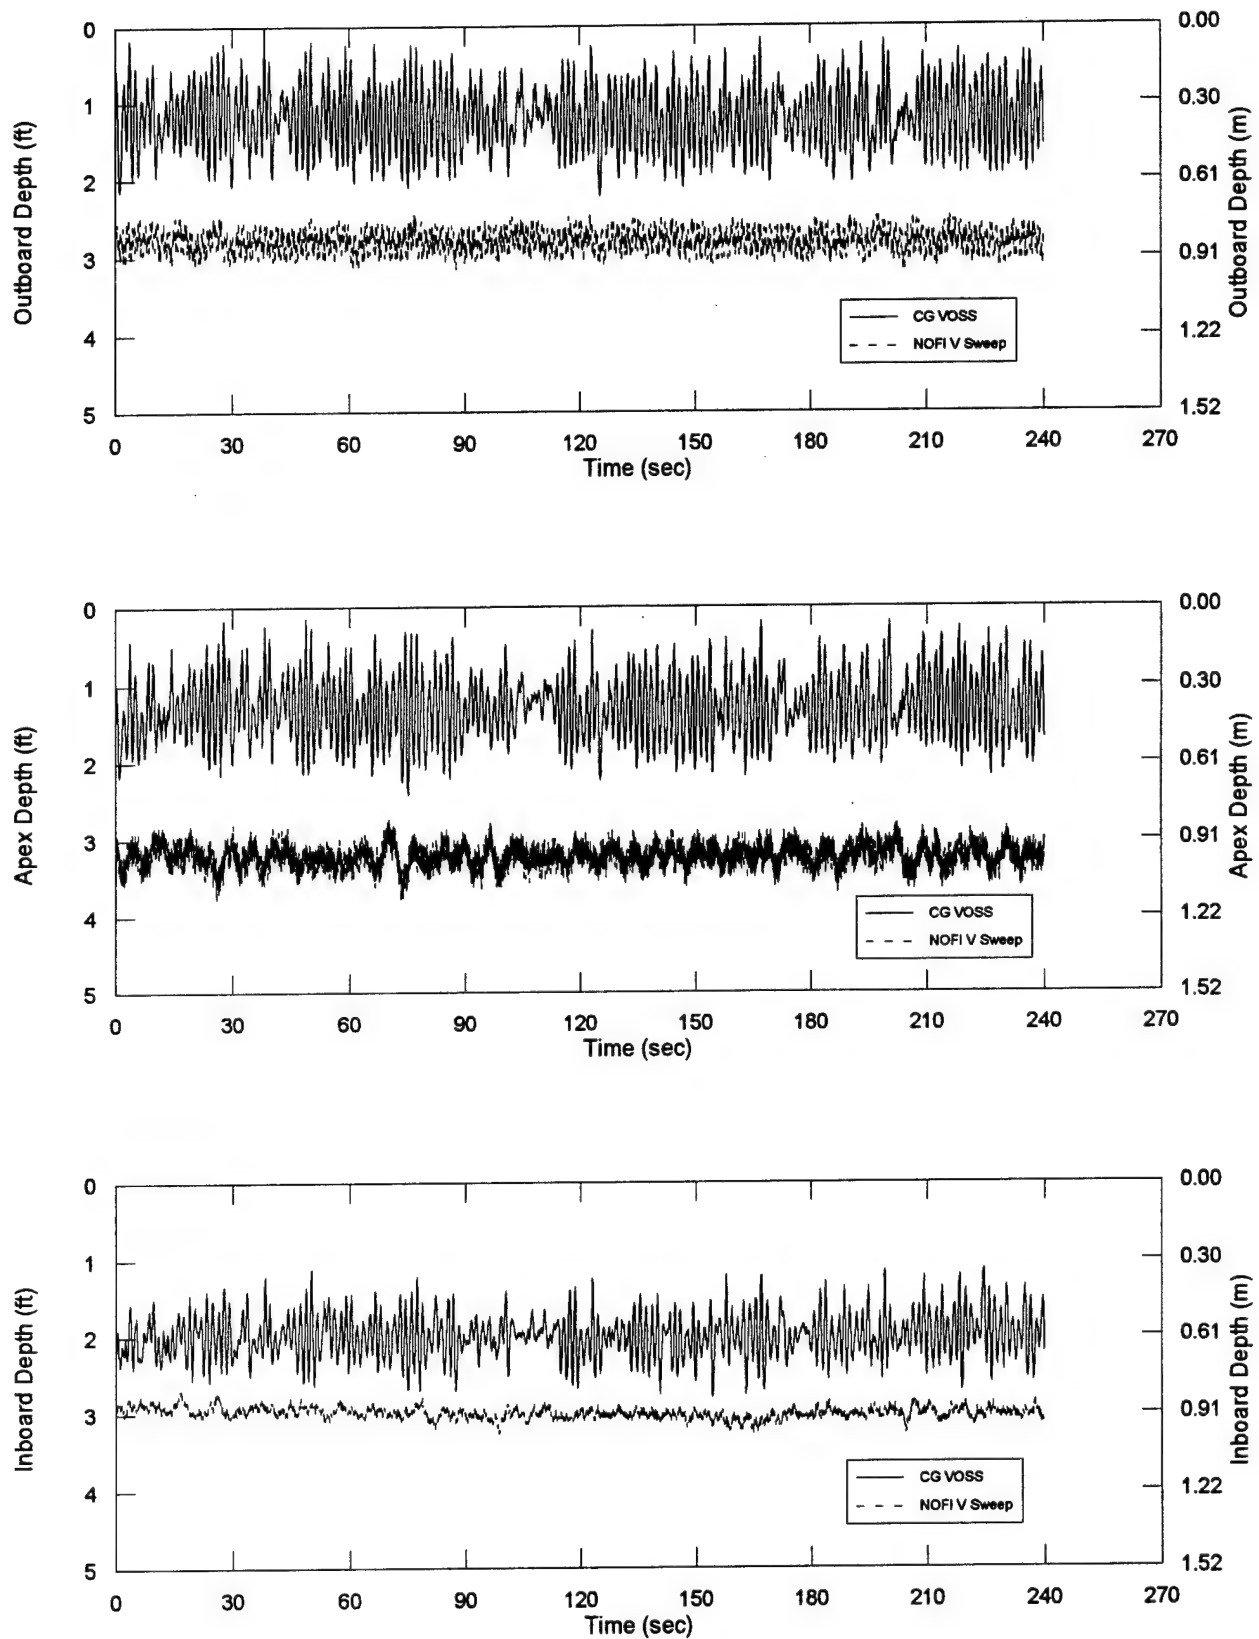 0
1
2
3
4
5
Outboard Depth (ft)
0.00
0.30
0.61
0.91
1.22
1.52
Outboard Depth (m)
CG VOSS
NOFI V Sweep
0 30 60 90 120 150 180 210 240 270
Time (sec)
0
1
2
3
4
5
Apex Depth (ft)
0.00
0.30
0.61
0.91
1.22
1.52
Apex Depth (m)
CG VOSS
NOFI V Sweep
0 30 60 90 120 150 180 210 240 270
Time (sec)
0
1
2
3
4
5
Inboard Depth (ft)
0.00
0.30
0.61
0.91
1.22
1.52
Inboard Depth (m)
CG VOSS
NOFI V Sweep
0 30 60 90 120 150 180 210 240 270
Time (sec)